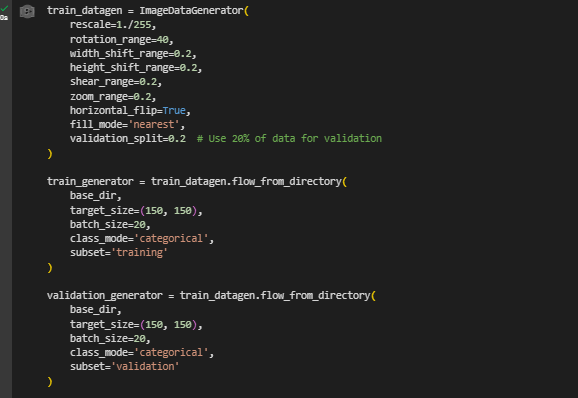 train_datagen = ImageDataGenerator(
    rescale=1./255,
    rotation_range=40,
    width_shift_range=0.2,
    height_shift_range=0.2,
    shear_range=0.2,
    zoom_range=0.2,
    horizontal_flip=True,
    fill_mode='nearest',
    validation_split=0.2  # Use 20% of data for validation
)

train_generator = train_datagen.flow_from_directory(
    base_dir,
    target_size=(150, 150),
    batch_size=20,
    class_mode='categorical',
    subset='training'
)

validation_generator = train_datagen.flow_from_directory(
    base_dir,
    target_size=(150, 150),
    batch_size=20,
    class_mode='categorical',
    subset='validation'
)